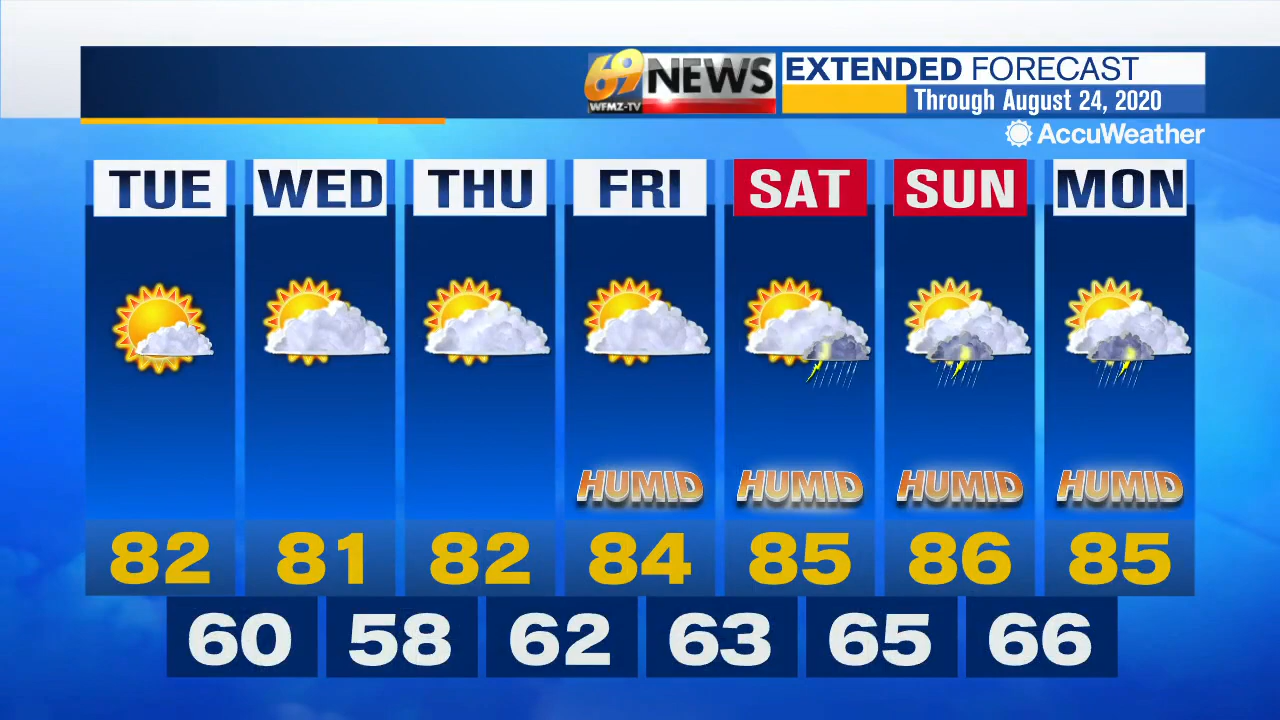 69 NEWS
WFMZ-TV
EXTENDED FORECAST
Through August 24, 2020
AccuWeather
TUE WED THU FRI SAT SUN MON
HUMID HUMID HUMID HUMID
82 81 82 84 85 86 85
60 58 62 63 65 66